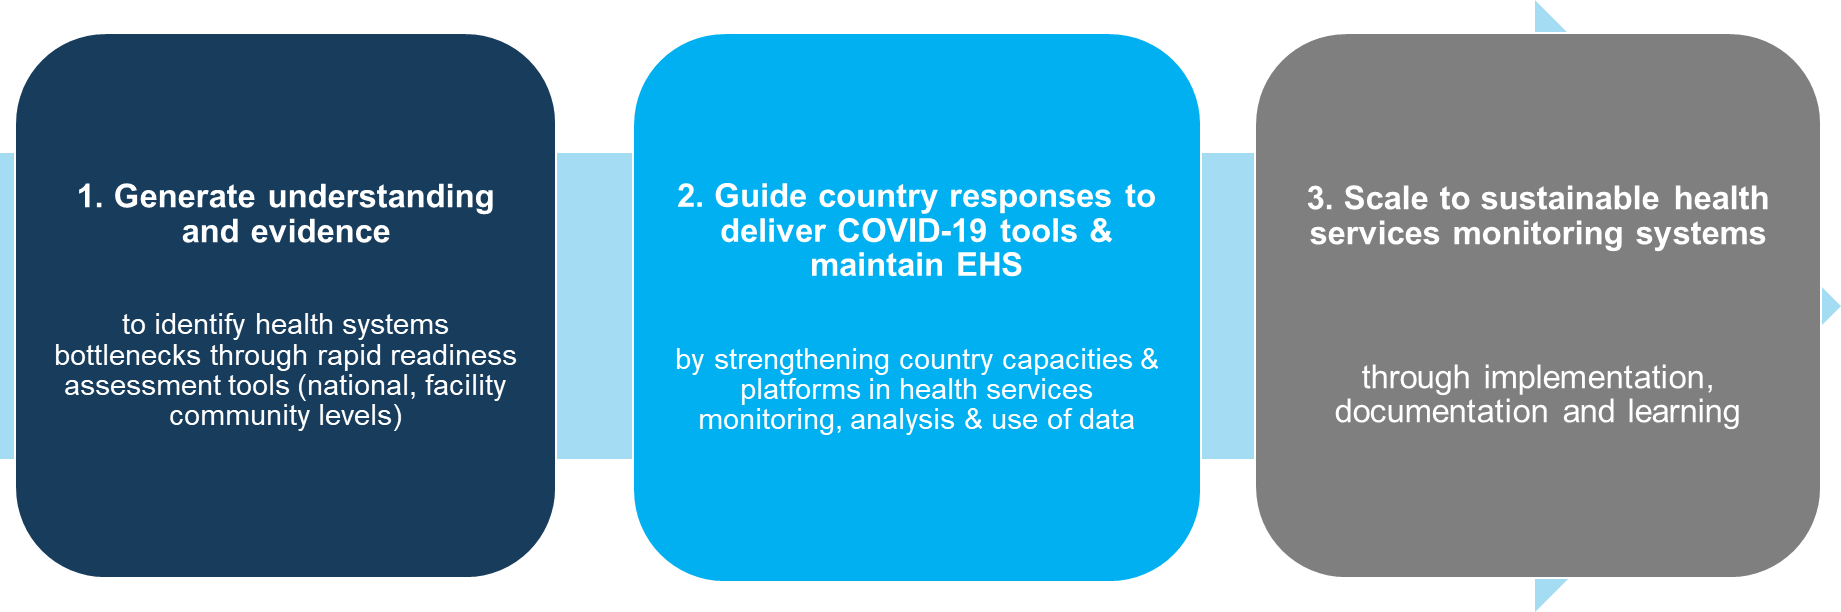 1. Generate understanding
and evidence
to identify health systems
bottlenecks through rapid readiness
assessment tools (national, facility
community levels)
2. Guide country responses to
deliver COVID-19 tools &
maintain EHS
by strengthening country capacities &
platforms in health services
monitoring, analysis & use of data
3. Scale to sustainable health
services monitoring systems
through implementation,
documentation and learning